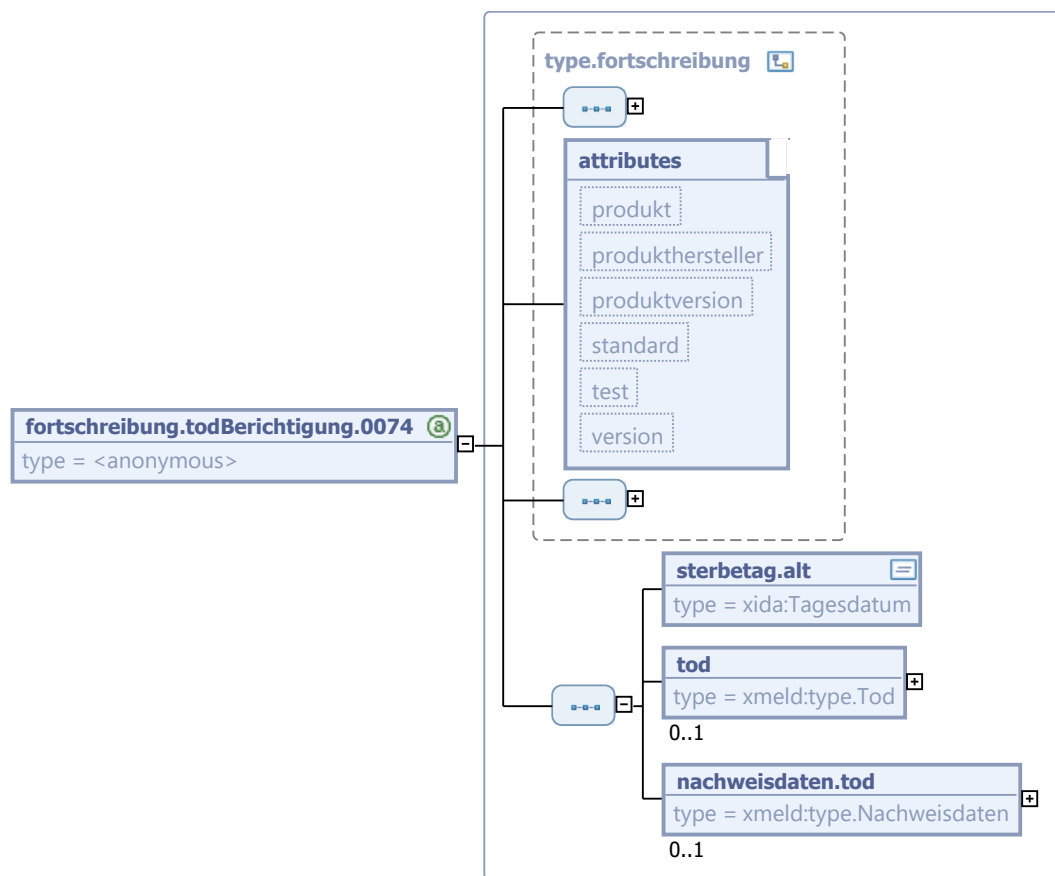 type.fortschreibung
attributes
produkt
produkthersteller
produktversion
standard
test
version
fortschreibung.todBerichtigung.0074 @
type = <anonymous>
sterbetag.alt
type = xida:Tagesdatum
tod
type = xmeld:type.Tod
0..1
nachweisdaten.tod
type = xmeld:type.Nachweisdaten
0..1